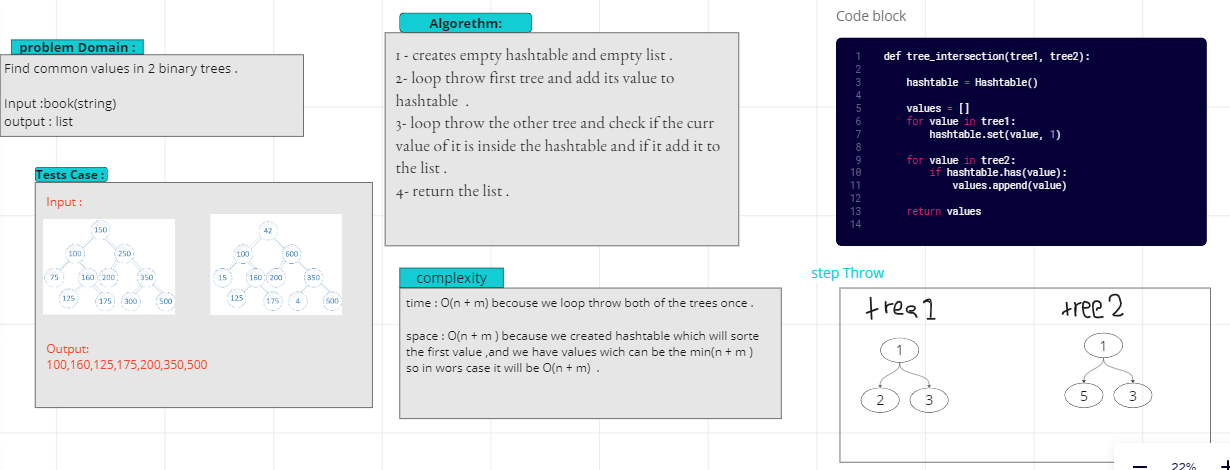 problem Domain :
Find common values in 2 binary trees .
Input :book(string)
output : list
Tests Case :
Input :
150
100 250
75 160 200 350
125 175 300 500
42
100 600
15 160 200 350
125 175 4 500
Output:
100,160,125,175,200,350,500
Algorethm:
1 - creates empty hashtable and empty list .
2- loop throw first tree and add its value to
hashtable .
3- loop throw the other tree and check if the curr
value of it is inside the hashtable and if it add it to
the list .
4- return the list .
complexity
time : O(n + m) becouse we loop throw both of the trees once .
space : O(n + m ) because we created hashtable which will sorte
the first value ,and we have values wich can be the min(n + m )
so in wors case it will be O(n + m) .
Code block
1 def tree_intersection(tree1, tree2):
2
3 hashtable = Hashtable()
4
5 values = []
6 for value in tree1:
7 hashtable.set(value, 1)
8
9 for value in tree2:
10 if hashtable.has(value):
11 values.append(value)
12
13 return values
14
step Throw
tree1
1
2 3
tree 2
1
5 3
22%